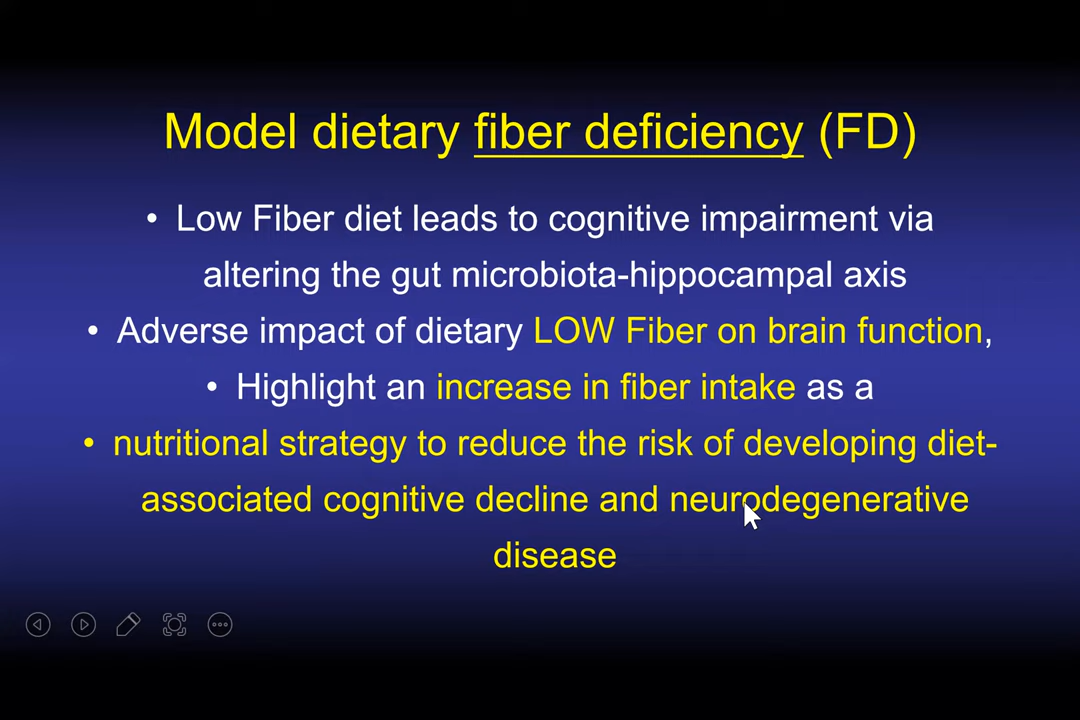 Model dietary fiber deficiency (FD)
• Low Fiber diet leads to cognitive impairment via
altering the gut microbiota-hippocampal axis
• Adverse impact of dietary LOW Fiber on brain function,
• Highlight an increase in fiber intake as a
• nutritional strategy to reduce the risk of developing diet-
associated cognitive decline and neurodegenerative
disease